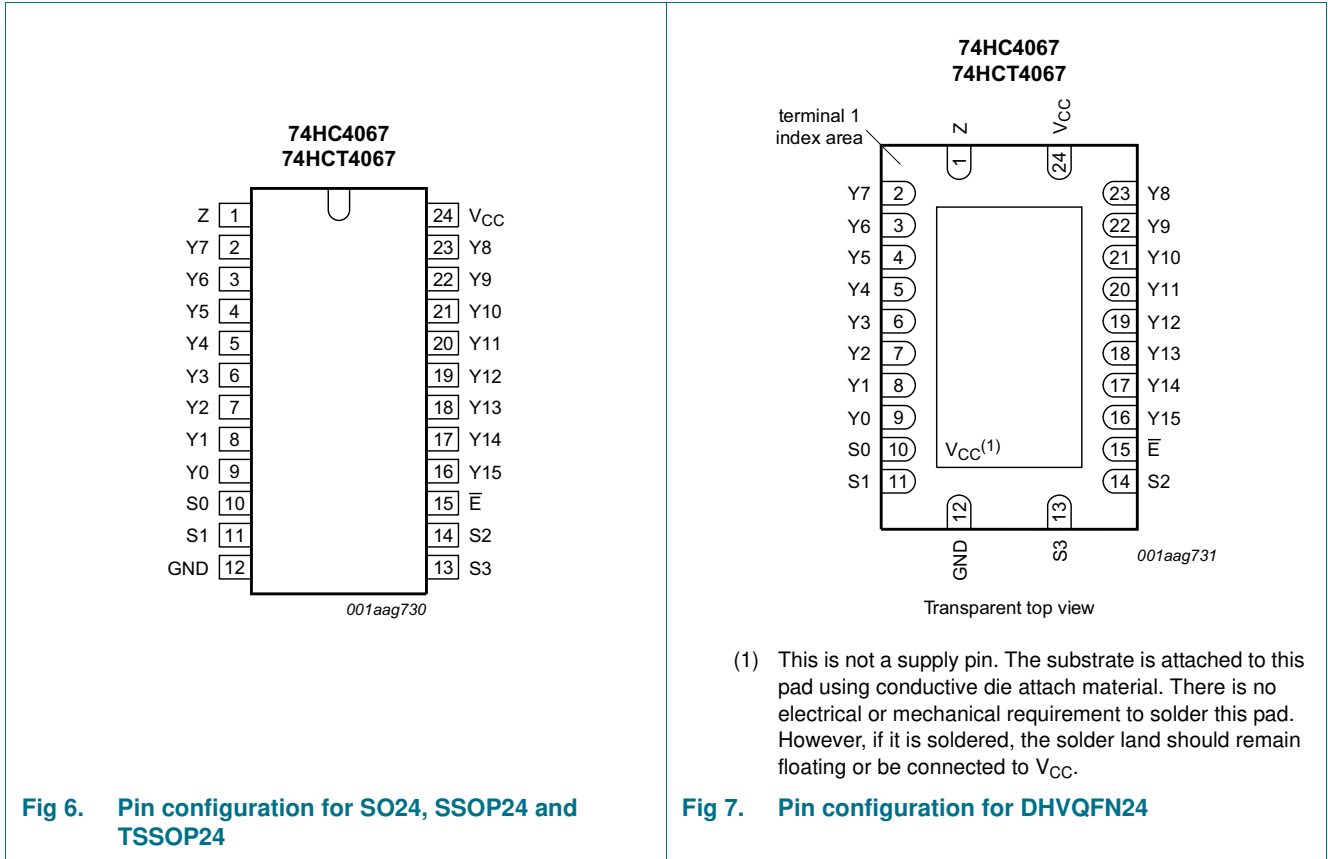 74HC4067
74HCT4067
Z 1
Y7 2
Y6 3
Y5 4
Y4 5
Y3 6
Y2 7
Y1 8
Y0 9
S0 10
S1 11
GND 12
24 VCC
23 Y8
22 Y9
21 Y10
20 Y11
19 Y12
18 Y13
17 Y14
16 Y15
15 E̅
14 S2
13 S3
001aag730
Fig 6. Pin configuration for SO24, SSOP24 and
TSSOP24
74HC4067
74HCT4067
terminal 1
index area
Z
VCC
1
24
Y7 2
Y6 3
Y5 4
Y4 5
Y3 6
Y2 7
Y1 8
Y0 9
S0 10
S1 11
VCC(1)
23 Y8
22 Y9
21 Y10
20 Y11
19 Y12
18 Y13
17 Y14
16 Y15
15 E̅
14 S2
12
13
GND
S3
001aag731
Transparent top view
(1) This is not a supply pin. The substrate is attached to this
pad using conductive die attach material. There is no
electrical or mechanical requirement to solder this pad.
However, if it is soldered, the solder land should remain
floating or be connected to VCC.
Fig 7. Pin configuration for DHVQFN24